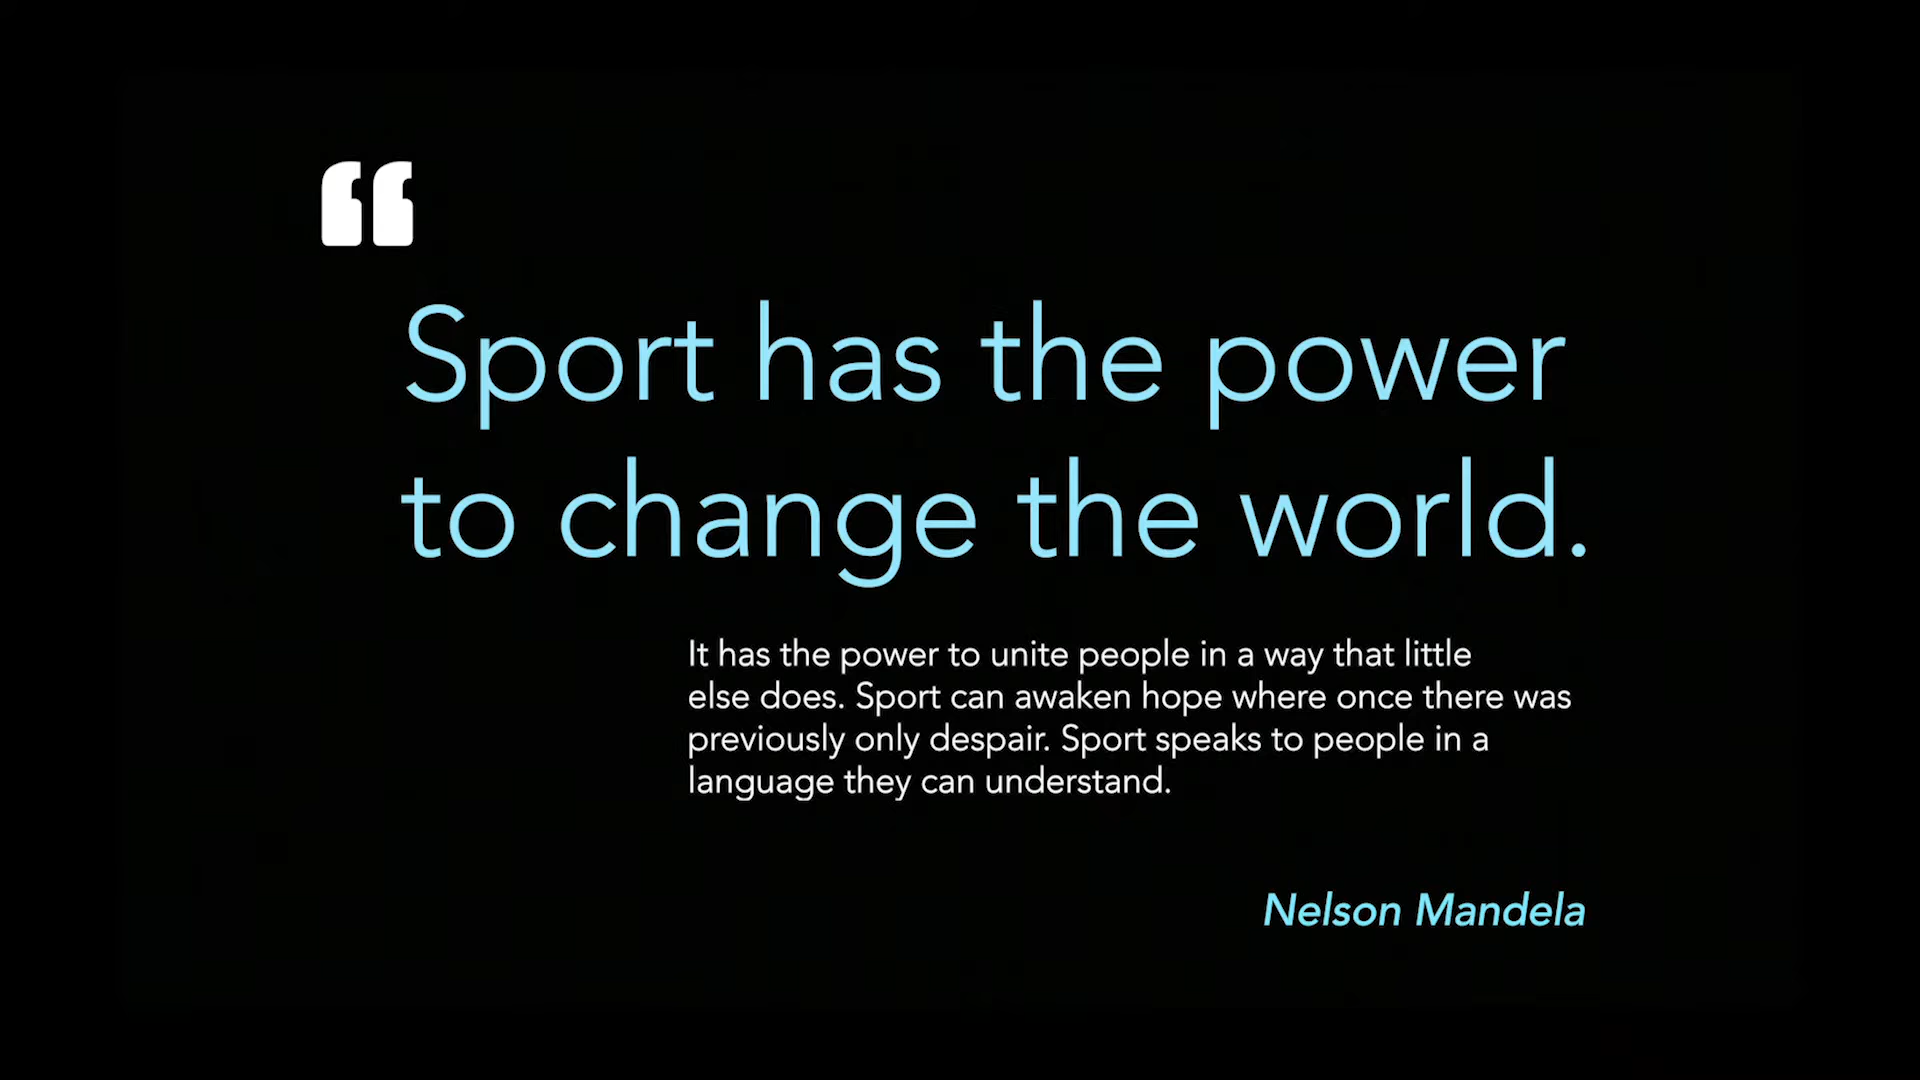 “
Sport has the power
to change the world.
It has the power to unite people in a way that little
else does. Sport can awaken hope where once there was
previously only despair. Sport speaks to people in a
language they can understand.
Nelson Mandela